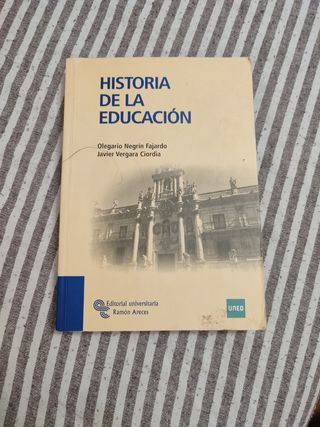 HISTORIA
DE LA
EDUCACIÓN
Olegario Negrín Fajardo
Javier Vergara Ciordia
Editorial universitaria
Ramón Areces
UNED